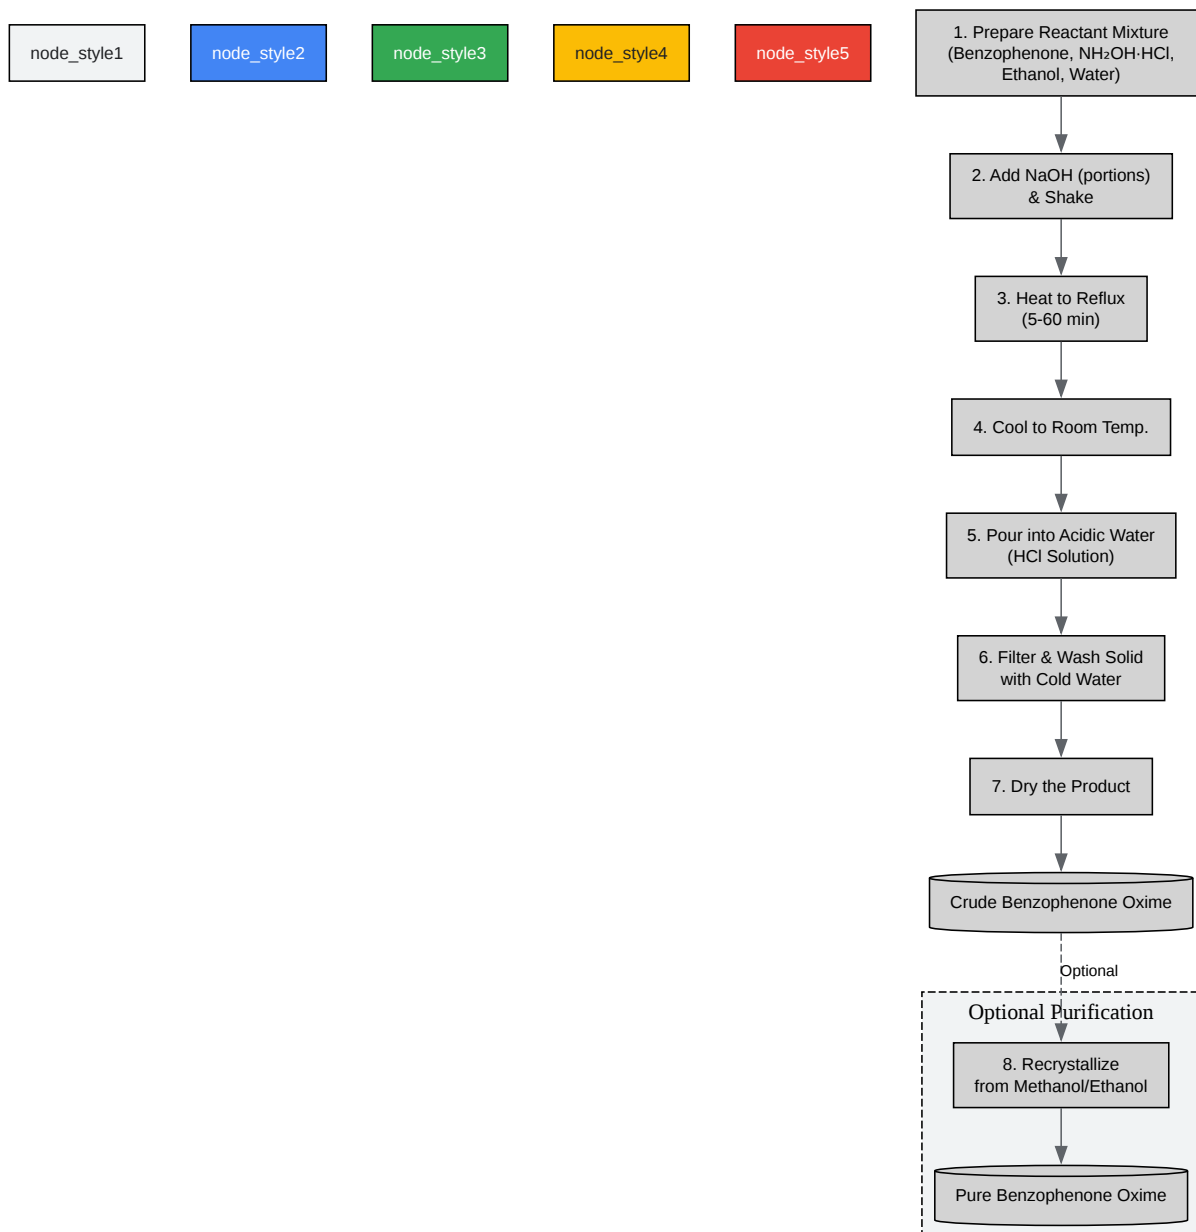 node_style1
node_style2
node_style3
node_style4
node_style5
1. Prepare Reactant Mixture
(Benzophenone, NH₂OH·HCl,
Ethanol, Water)
2. Add NaOH (portions)
& Shake
3. Heat to Reflux
(5-60 min)
4. Cool to Room Temp.
5. Pour into Acidic Water
(HCl Solution)
6. Filter & Wash Solid
with Cold Water
7. Dry the Product
Crude Benzophenone Oxime
Optional
Optional Purification
8. Recrystallize
from Methanol/Ethanol
Pure Benzophenone Oxime